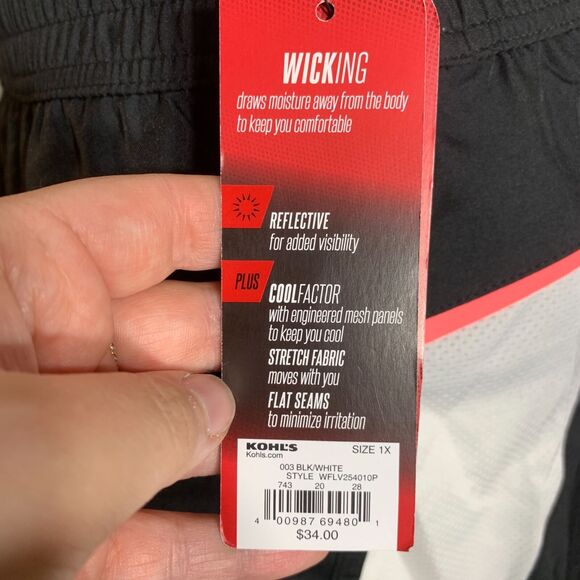 WICKING
draws moisture away from the body
to keep you comfortable
REFLECTIVE
for added visibility
PLUS
COOLFACTOR
with engineered mesh panels
to keep you cool
STRETCH FABRIC
moves with you
FLAT SEAMS
to minimize irritation
KOHL'S SIZE 1X
Kohls.com
003 BLK/WHITE
STYLE WFLV254010P
743 20 28
4 00987 69480 1
$34.00